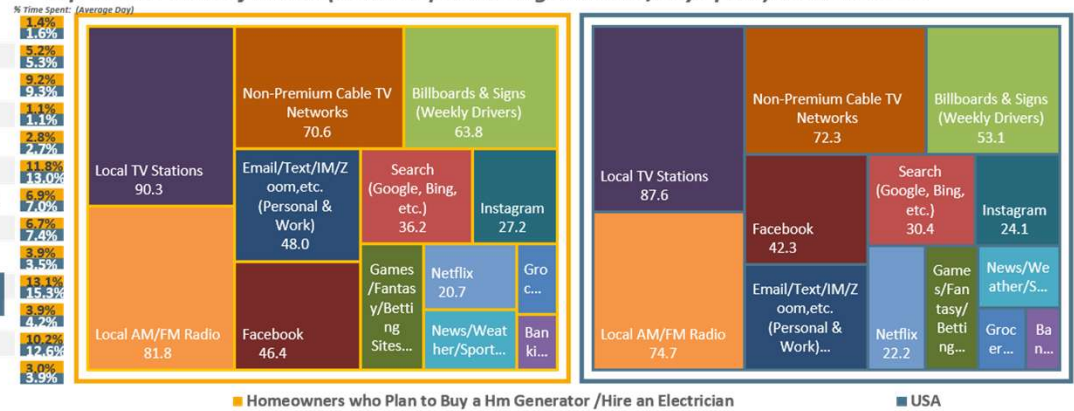 % Time Spent: (Average Day)
1.4%
1.6%
5.2%
5.3%
9.2%
9.3%
1.1%
1.1%
2.8%
2.7%
11.8%
13.0%
6.9%
7.0%
6.7%
7.4%
3.9%
3.5%
13.1%
15.3%
3.9%
4.2%
10.2%
12.6%
3.0%
3.9%
Local TV Stations
90.3
Local AM/FM Radio
81.8
Non-Premium Cable TV
Networks
70.6
Billboards & Signs
(Weekly Drivers)
63.8
Email/Text/IM/Z
oom,etc.
(Personal &
Work)
48.0
Facebook
46.4
Search
(Google, Bing,
etc.)
36.2
Instagram
27.2
Games
/Fantas
y/Betti
ng
Sites...
Netflix
20.7
News/Weat
her/Sport...
Gro
c...
Ban
ki...
Local TV Stations
87.6
Local AM/FM Radio
74.7
Non-Premium Cable TV
Networks
72.3
Billboards & Signs
(Weekly Drivers)
53.1
Facebook
42.3
Email/Text/IM/Z
oom,etc.
(Personal &
Work)...
Search
(Google, Bing,
etc.)
30.4
Instagram
24.1
Netflix
22.2
Game
s/Fan
tasy/
Betti
ng...
News/We
ather/S...
Groc
er...
Ba
n...
Homeowners who Plan to Buy a Hm Generator /Hire an Electrician
USA